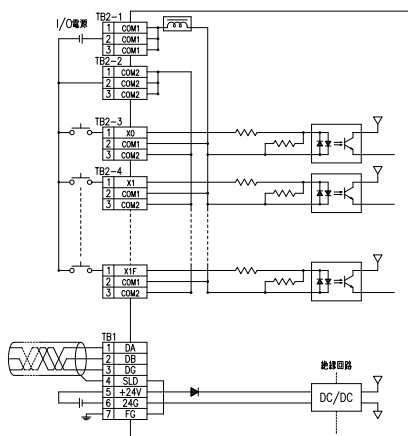 I/O電源
TB2-1
1 COM1
2 COM1
3 COM1
TB2-2
1 COM2
2 COM2
3 COM2
TB2-3
1 X0
2 COM1
3 COM2
TB2-4
1 X1
2 COM1
3 COM2
1 X1F
2 COM1
3 COM2
TB1
1 DA
2 DB
3 DG
4 SLD
5 +24V
6 24G
7 FG
絶縁回路
DC/DC